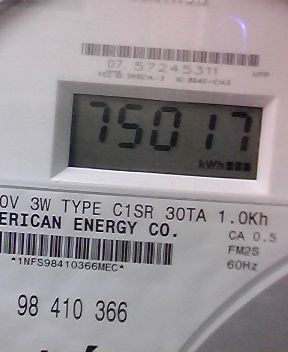 07 57245311
75017
kWh
0V 3W TYPE C1SR 30TA 1.0Kh
ERICAN ENERGY CO.
CA 0.5
FM2S
60Hz
*1NFS98410366MEC*
98 410 366